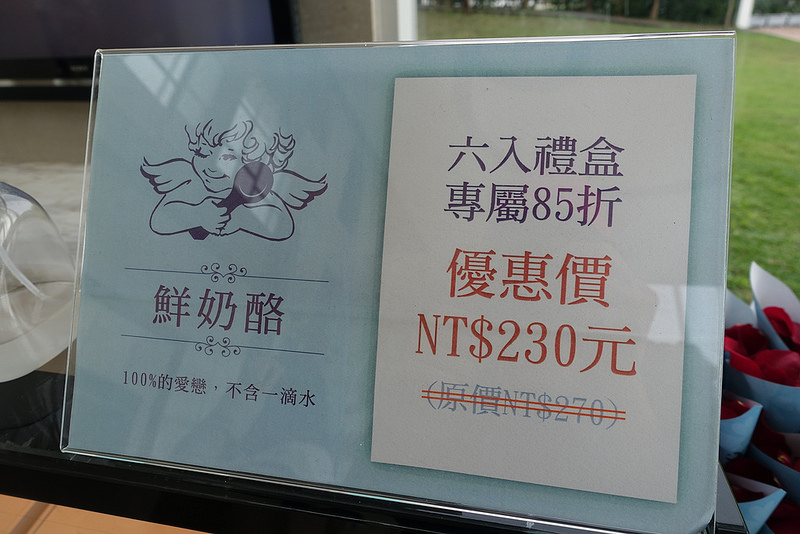 鮮奶酪
100%的愛戀，不含一滴水
六入禮盒
專屬85折
優惠價
NT$230元
(原價NT$270)